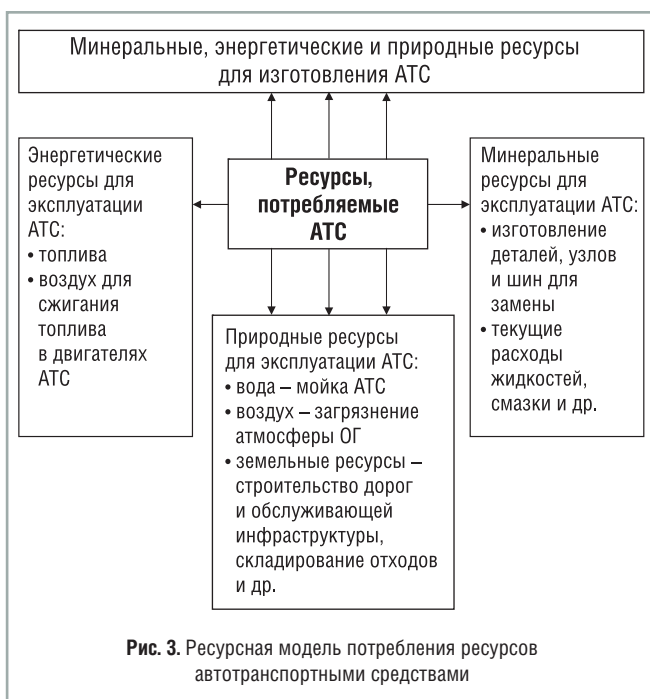 Минеральные, энергетические и природные ресурсы
для изготовления АТС
Энергетические
ресурсы для
эксплуатации
АТС:
• топлива
• воздух для
сжигания
топлива
в двигателях
АТС
Ресурсы,
потребляемые
АТС
Минеральные
ресурсы для
эксплуатации АТС:
• изготовление
деталей, узлов
и шин для
замены
• текущие
расходы
жидкостей,
смазки и др.
Природные ресурсы
для эксплуатации АТС:
• вода – мойка АТС
• воздух – загрязнение
атмосферы ОГ
• земельные ресурсы –
строительство дорог
и обслуживающей
инфраструктуры,
складирование отходов
и др.
Рис. 3. Ресурсная модель потребления ресурсов
автотранспортными средствами